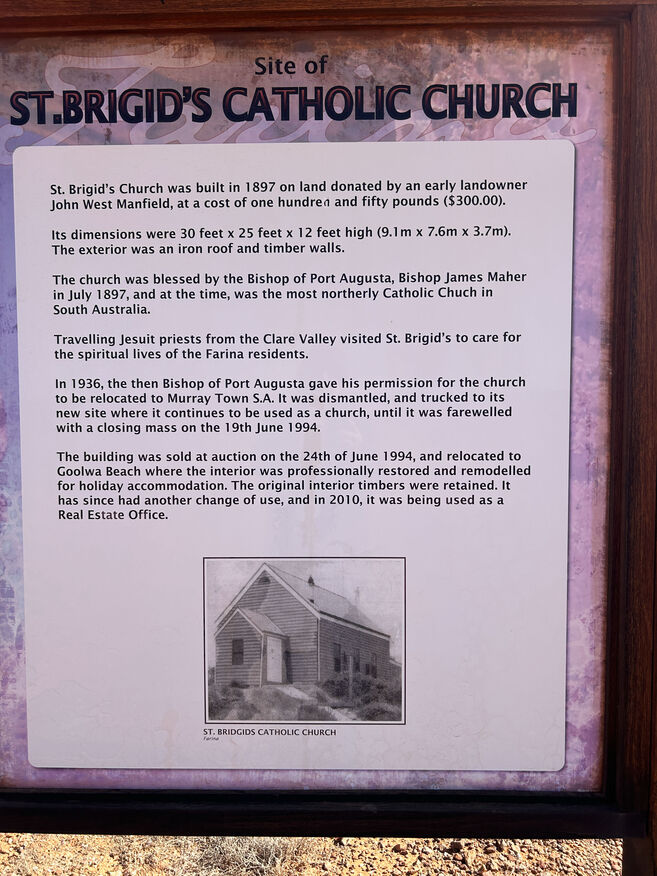 Site of
ST.BRIGID'S CATHOLIC CHURCH
St. Brigid's Church was built in 1897 on land donated by an early landowner
John West Manfield, at a cost of one hundred and fifty pounds ($300.00).
Its dimensions were 30 feet x 25 feet x 12 feet high (9.1m x 7.6m x 3.7m).
The exterior was an iron roof and timber walls.
The church was blessed by the Bishop of Port Augusta, Bishop James Maher
in July 1897, and at the time, was the most northerly Catholic Chuch in
South Australia.
Travelling Jesuit priests from the Clare Valley visited St. Brigid's to care for
the spiritual lives of the Farina residents.
In 1936, the then Bishop of Port Augusta gave his permission for the church
to be relocated to Murray Town S.A. It was dismantled, and trucked to its
new site where it continues to be used as a church, until it was farewelled
with a closing mass on the 19th June 1994.
The building was sold at auction on the 24th of June 1994, and relocated to
Goolwa Beach where the interior was professionally restored and remodelled
for holiday accommodation. The original interior timbers were retained. It
has since had another change of use, and in 2010, it was being used as a
Real Estate Office.
ST. BRIDGIDS CATHOLIC CHURCH
Farina